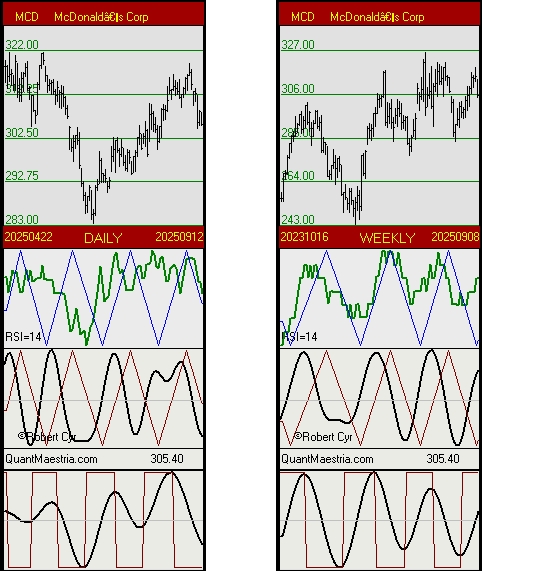 MCD McDonaldâ€ls Corp
322.00
302.50
292.75
283.00
20250422 DAILY 20250912
RSI=14
©Robert Cyr
QuantMaestria.com 305.40
MCD McDonaldâ€ls Corp
327.00
306.00
264.00
243.00
20231016 WEEKLY 20250908
RSI=14
©Robert Cyr
QuantMaestria.com 305.40